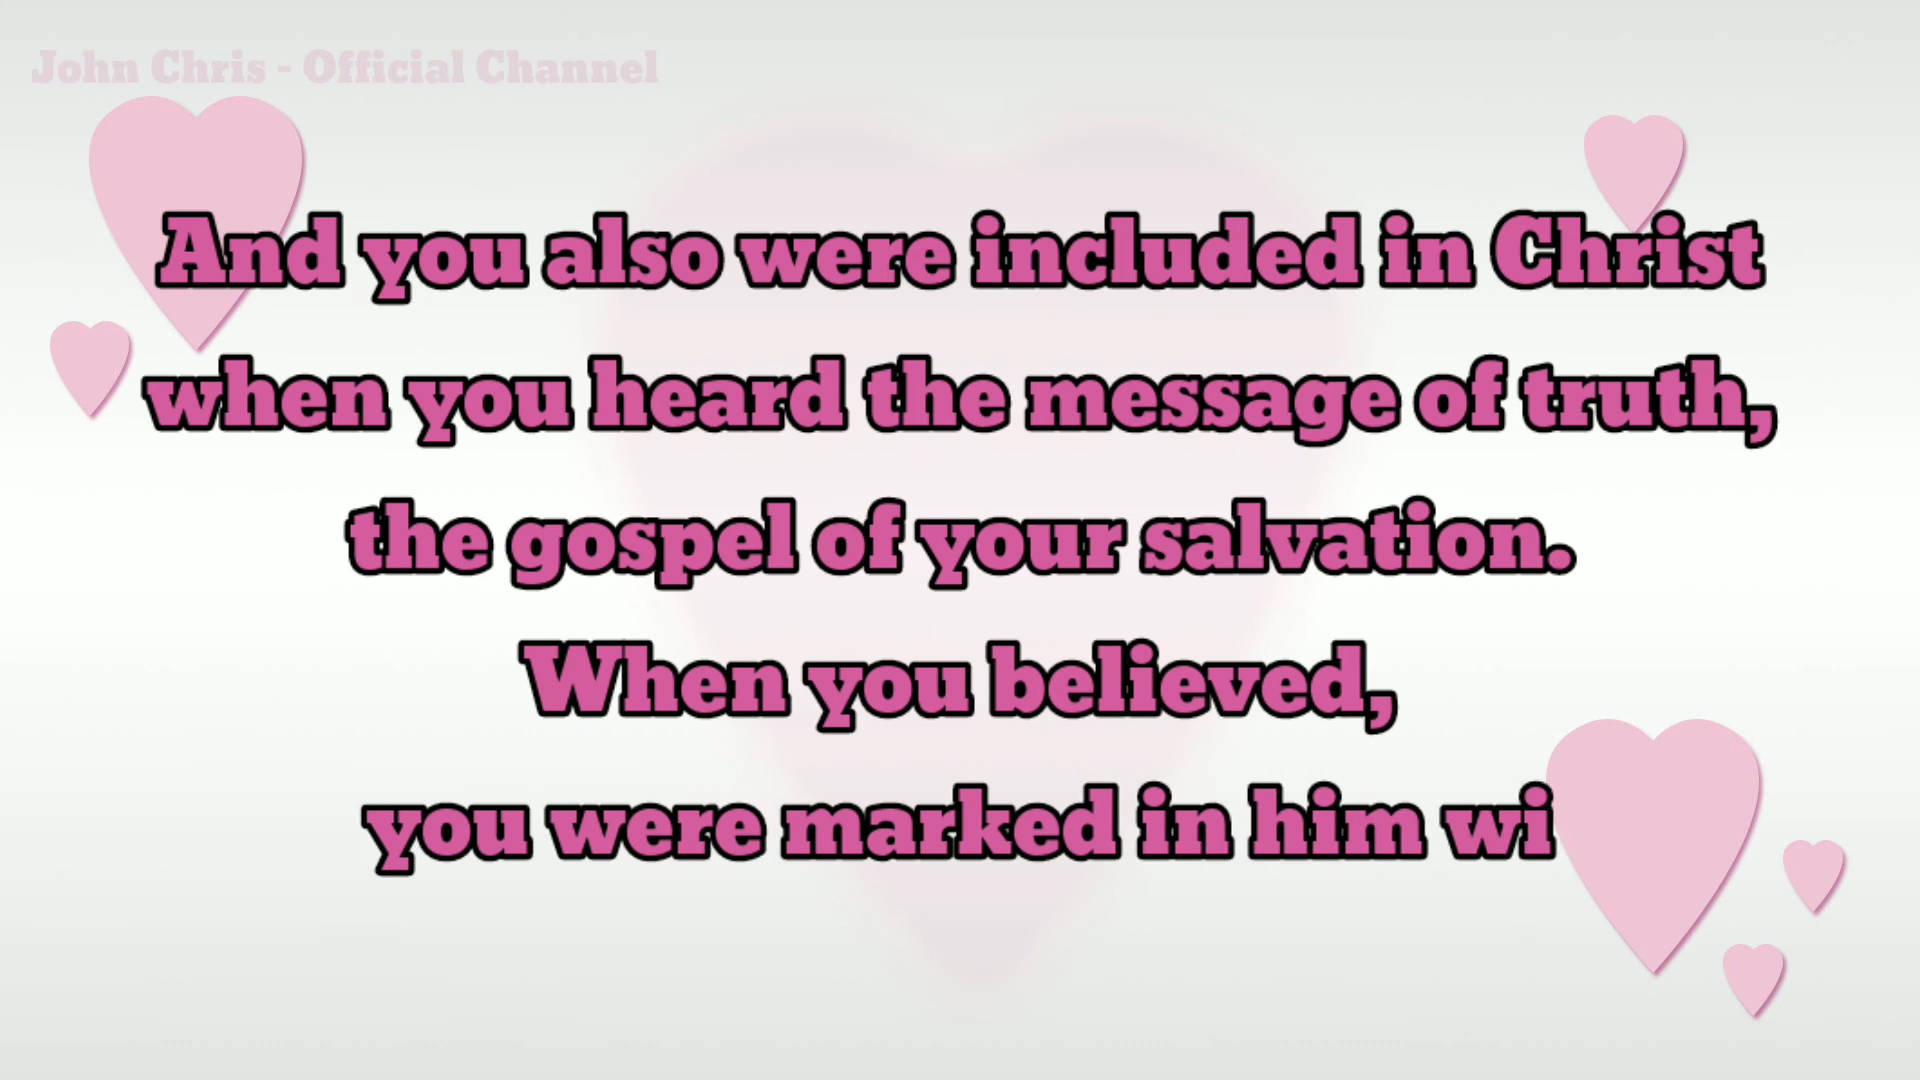 John Chris - Official Channel
And you also were included in Christ
when you heard the message of truth,
the gospel of your salvation.
When you believed,
you were marked in him wi